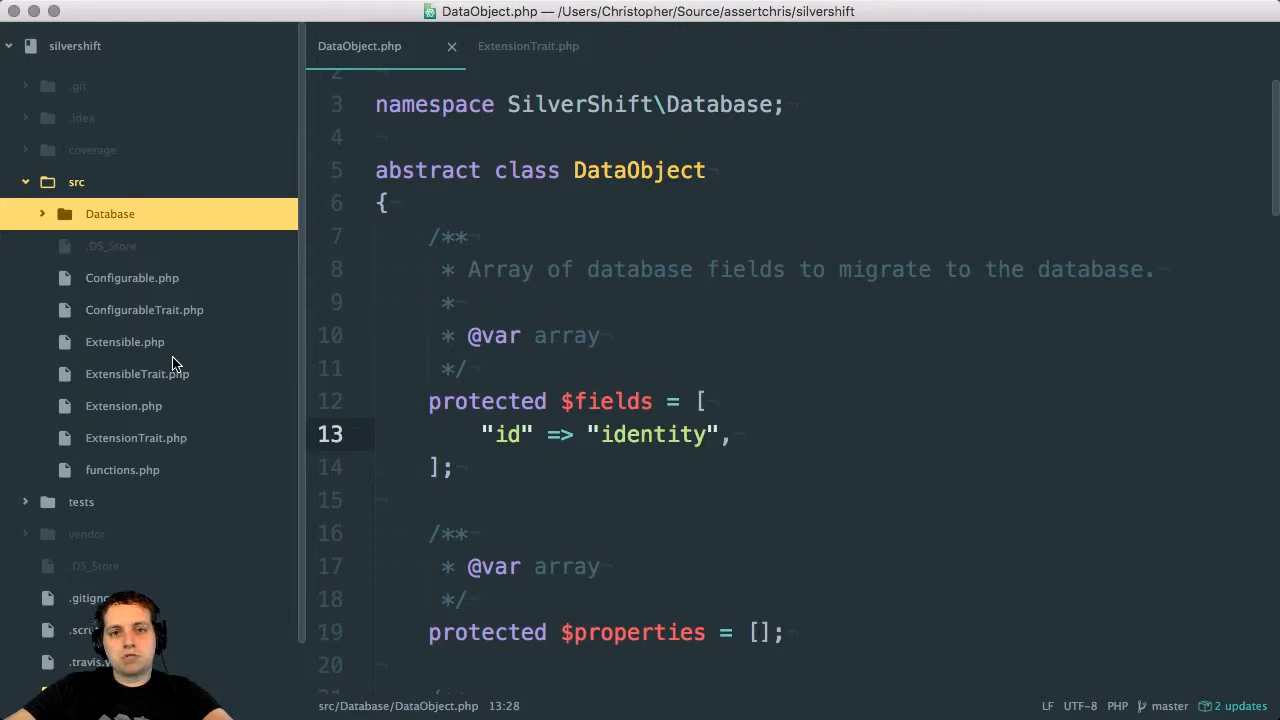 DataObject.php — /Users/Christopher/Source/assertchris/silvershift
silvershift
.git
.idea
coverage
src
Database
.DS_Store
Configurable.php
ConfigurableTrait.php
Extensible.php
ExtensibleTrait.php
Extension.php
ExtensionTrait.php
functions.php
tests
vendor
.DS_Store
.gitigno
.scru
.travis.y
DataObject.php
ExtensionTrait.php
2
3 namespace SilverShift\Database;
4
5 abstract class DataObject
6 {
7 /**
8 * Array of database fields to migrate to the database.
9 *
10 * @var array
11 */
12 protected $fields = [
13 "id" => "identity",
14 ];
15
16 /**
17 * @var array
18 */
19 protected $properties = [];
20
src/Database/DataObject.php 13:28
LF UTF-8 PHP master 2 updates